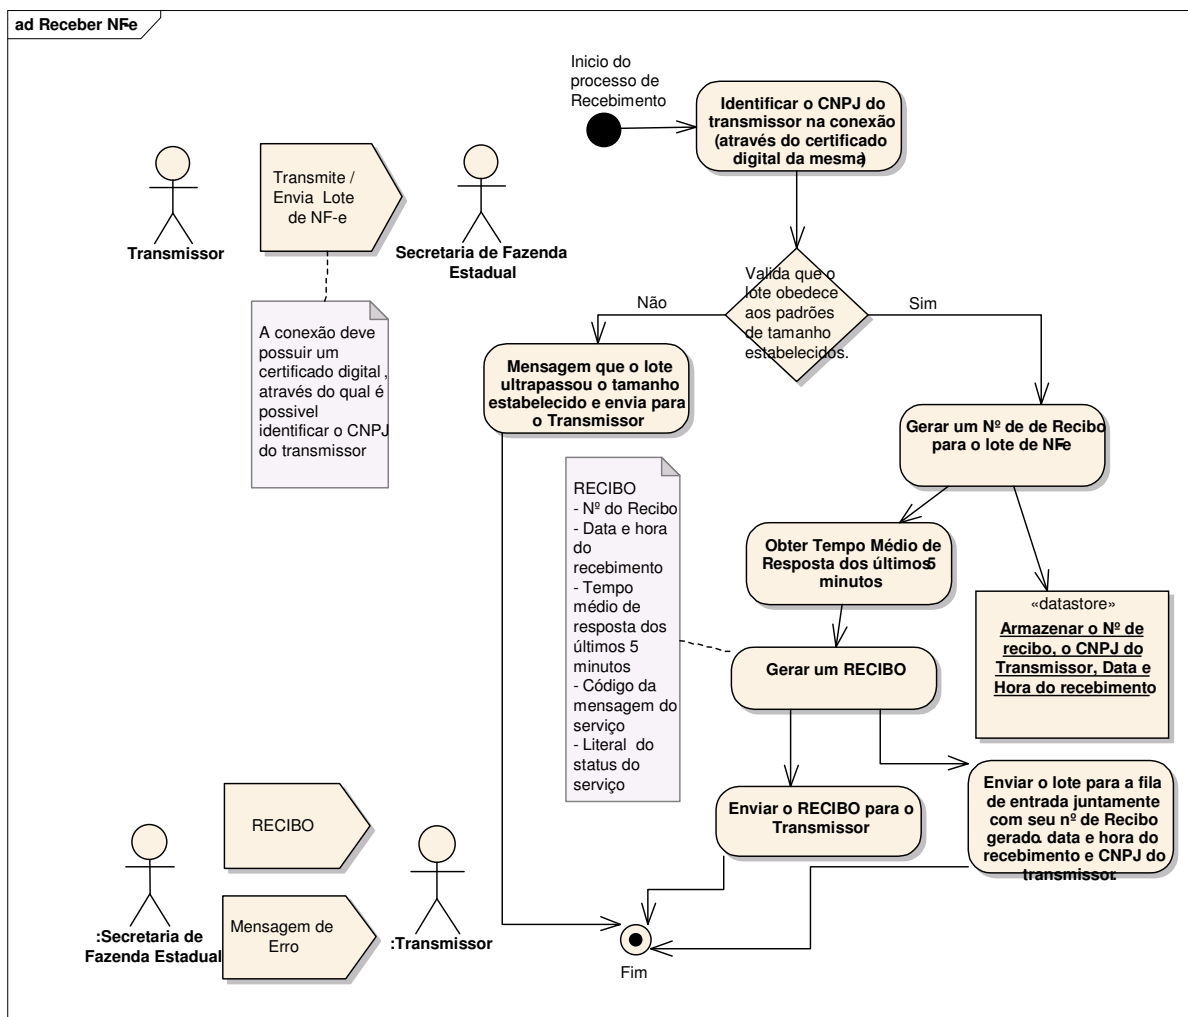 ad Receber NF-e
Inicio do
processo de
Recebimento
Identificar o CNPJ do
transmissor na conexão
(através do certificado
digital da mesma)
Transmite /
Envia Lote
de NF-e
Transmissor
Secretaria de Fazenda
Estadual
A conexão deve
possuir um
certificado digital,
através do qual é
possivel
identificar o CNPJ
do transmissor
Valida que o
lote obedece
aos padrões
de tamanho
estabelecidos.
Não
Sim
Mensagem que o lote
ultrapassou o tamanho
estabelecido e envia para
o Transmissor
Gerar um Nº de de Recibo
para o lote de NF-e
RECIBO
- Nº do Recibo
- Data e hora
do
recebimento
- Tempo
médio de
resposta dos
últimos 5
minutos
- Código da
mensagem do
serviço
- Literal do
status do
serviço
Obter Tempo Médio de
Resposta dos últimos 5
minutos
«datastore»
Armazenar o Nº de
recibo, o CNPJ do
Transmissor, Data e
Hora do recebimento
Gerar um RECIBO
Enviar o RECIBO para o
Transmissor
Enviar o lote para a fila
de entrada juntamente
com seu nº de Recibo
gerado. data e hora do
recebimento e CNPJ do
transmissor.
RECIBO
:Secretaria de
Fazenda Estadual
Mensagem de
Erro
:Transmissor
Fim